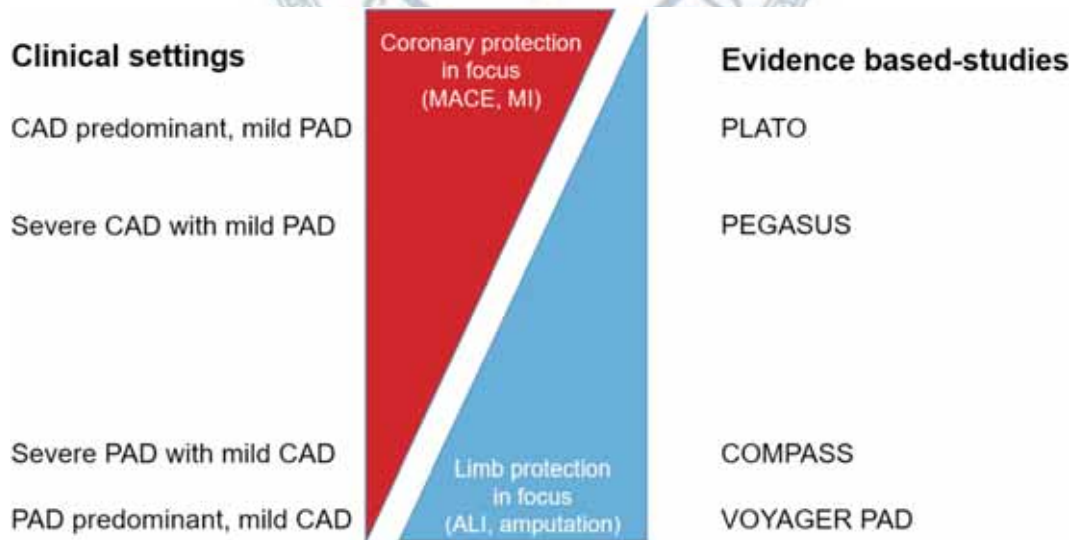 Clinical settings
CAD predominant, mild PAD
Severe CAD with mild PAD
Severe PAD with mild CAD
PAD predominant, mild CAD
Coronary protection
in focus
(MACE, MI)
Limb protection
in focus
(ALI, amputation)
Evidence based-studies
PLATO
PEGASUS
COMPASS
VOYAGER PAD